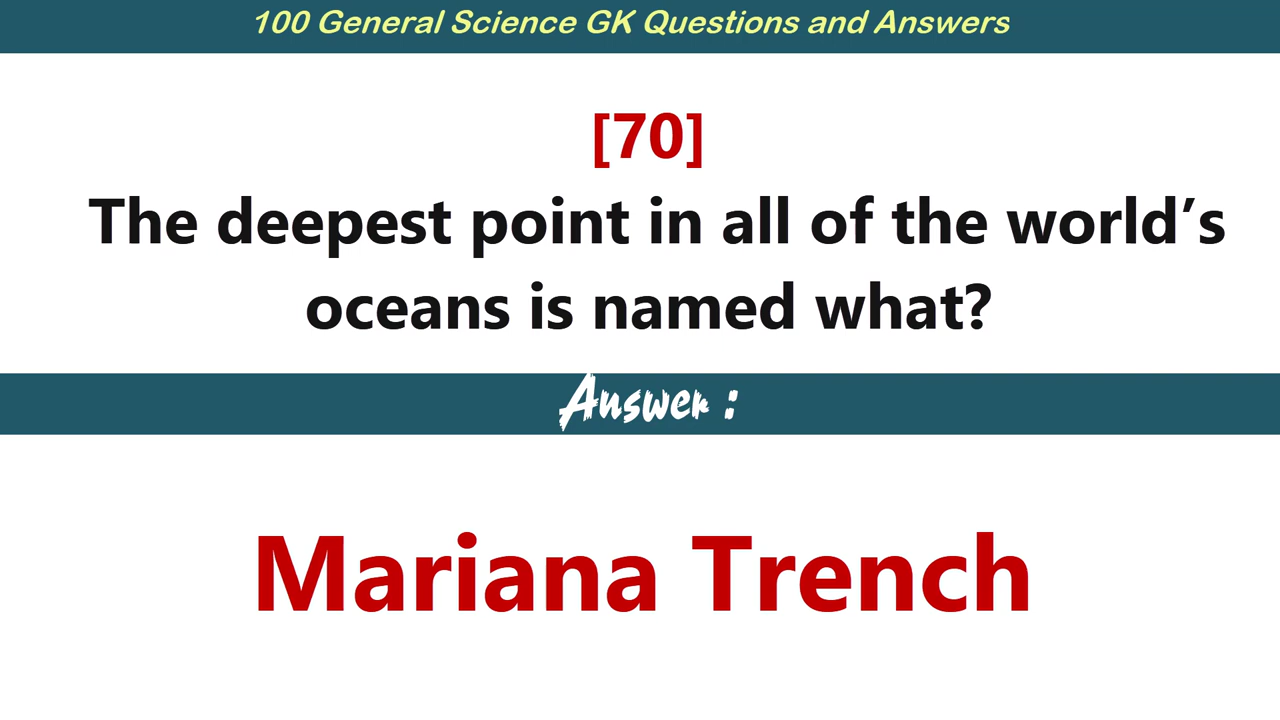 100 General Science GK Questions and Answers
[70]
The deepest point in all of the world’s
oceans is named what?
Answer :
Mariana Trench